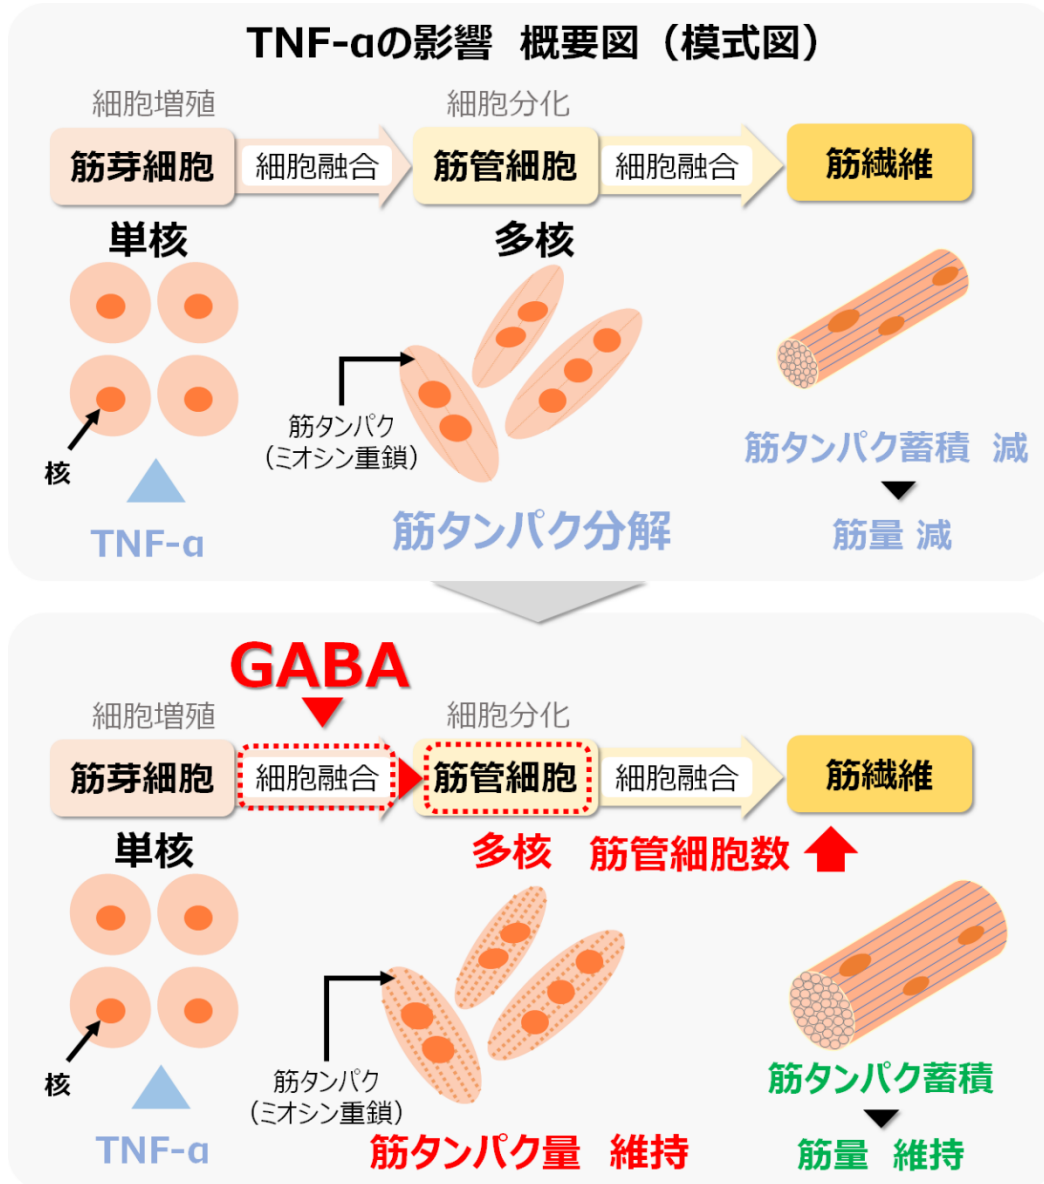 TNF-αの影響 概要図（模式図）
細胞増殖
細胞分化
筋芽細胞
細胞融合
筋管細胞
細胞融合
筋繊維
単核
多核
筋タンパク
（ミオシン重鎖）
核
筋タンパク蓄積 減
TNF-α
筋タンパク分解
筋量 減
GABA
細胞増殖
細胞分化
筋芽細胞
細胞融合
筋管細胞
細胞融合
筋繊維
単核
多核
筋管細胞数
核
筋タンパク
（ミオシン重鎖）
筋タンパク蓄積
TNF-α
筋タンパク量 維持
筋量 維持